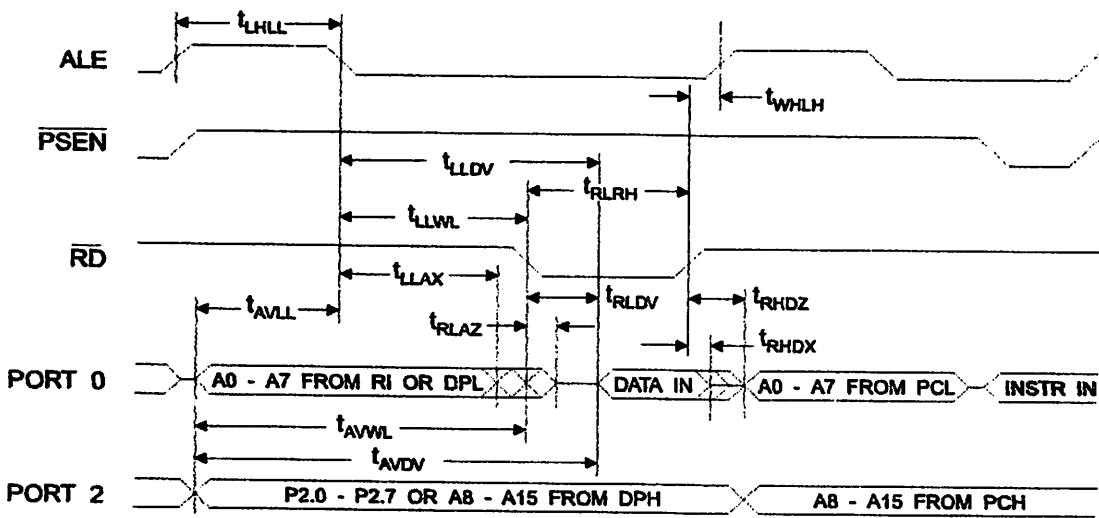 tLHLL
ALE
tWHLH
PSEN
tLLDV
tRLRH
tLLWL
RD
tLLAX
tRLDV
tRHDZ
tAVLL
tRLAZ
tRHDX
PORT 0
A0 - A7 FROM RI OR DPL
DATA IN
A0 - A7 FROM PCL
INSTR IN
tAVWL
tAVDV
PORT 2
P2.0 - P2.7 OR A8 - A15 FROM DPH
A8 - A15 FROM PCH